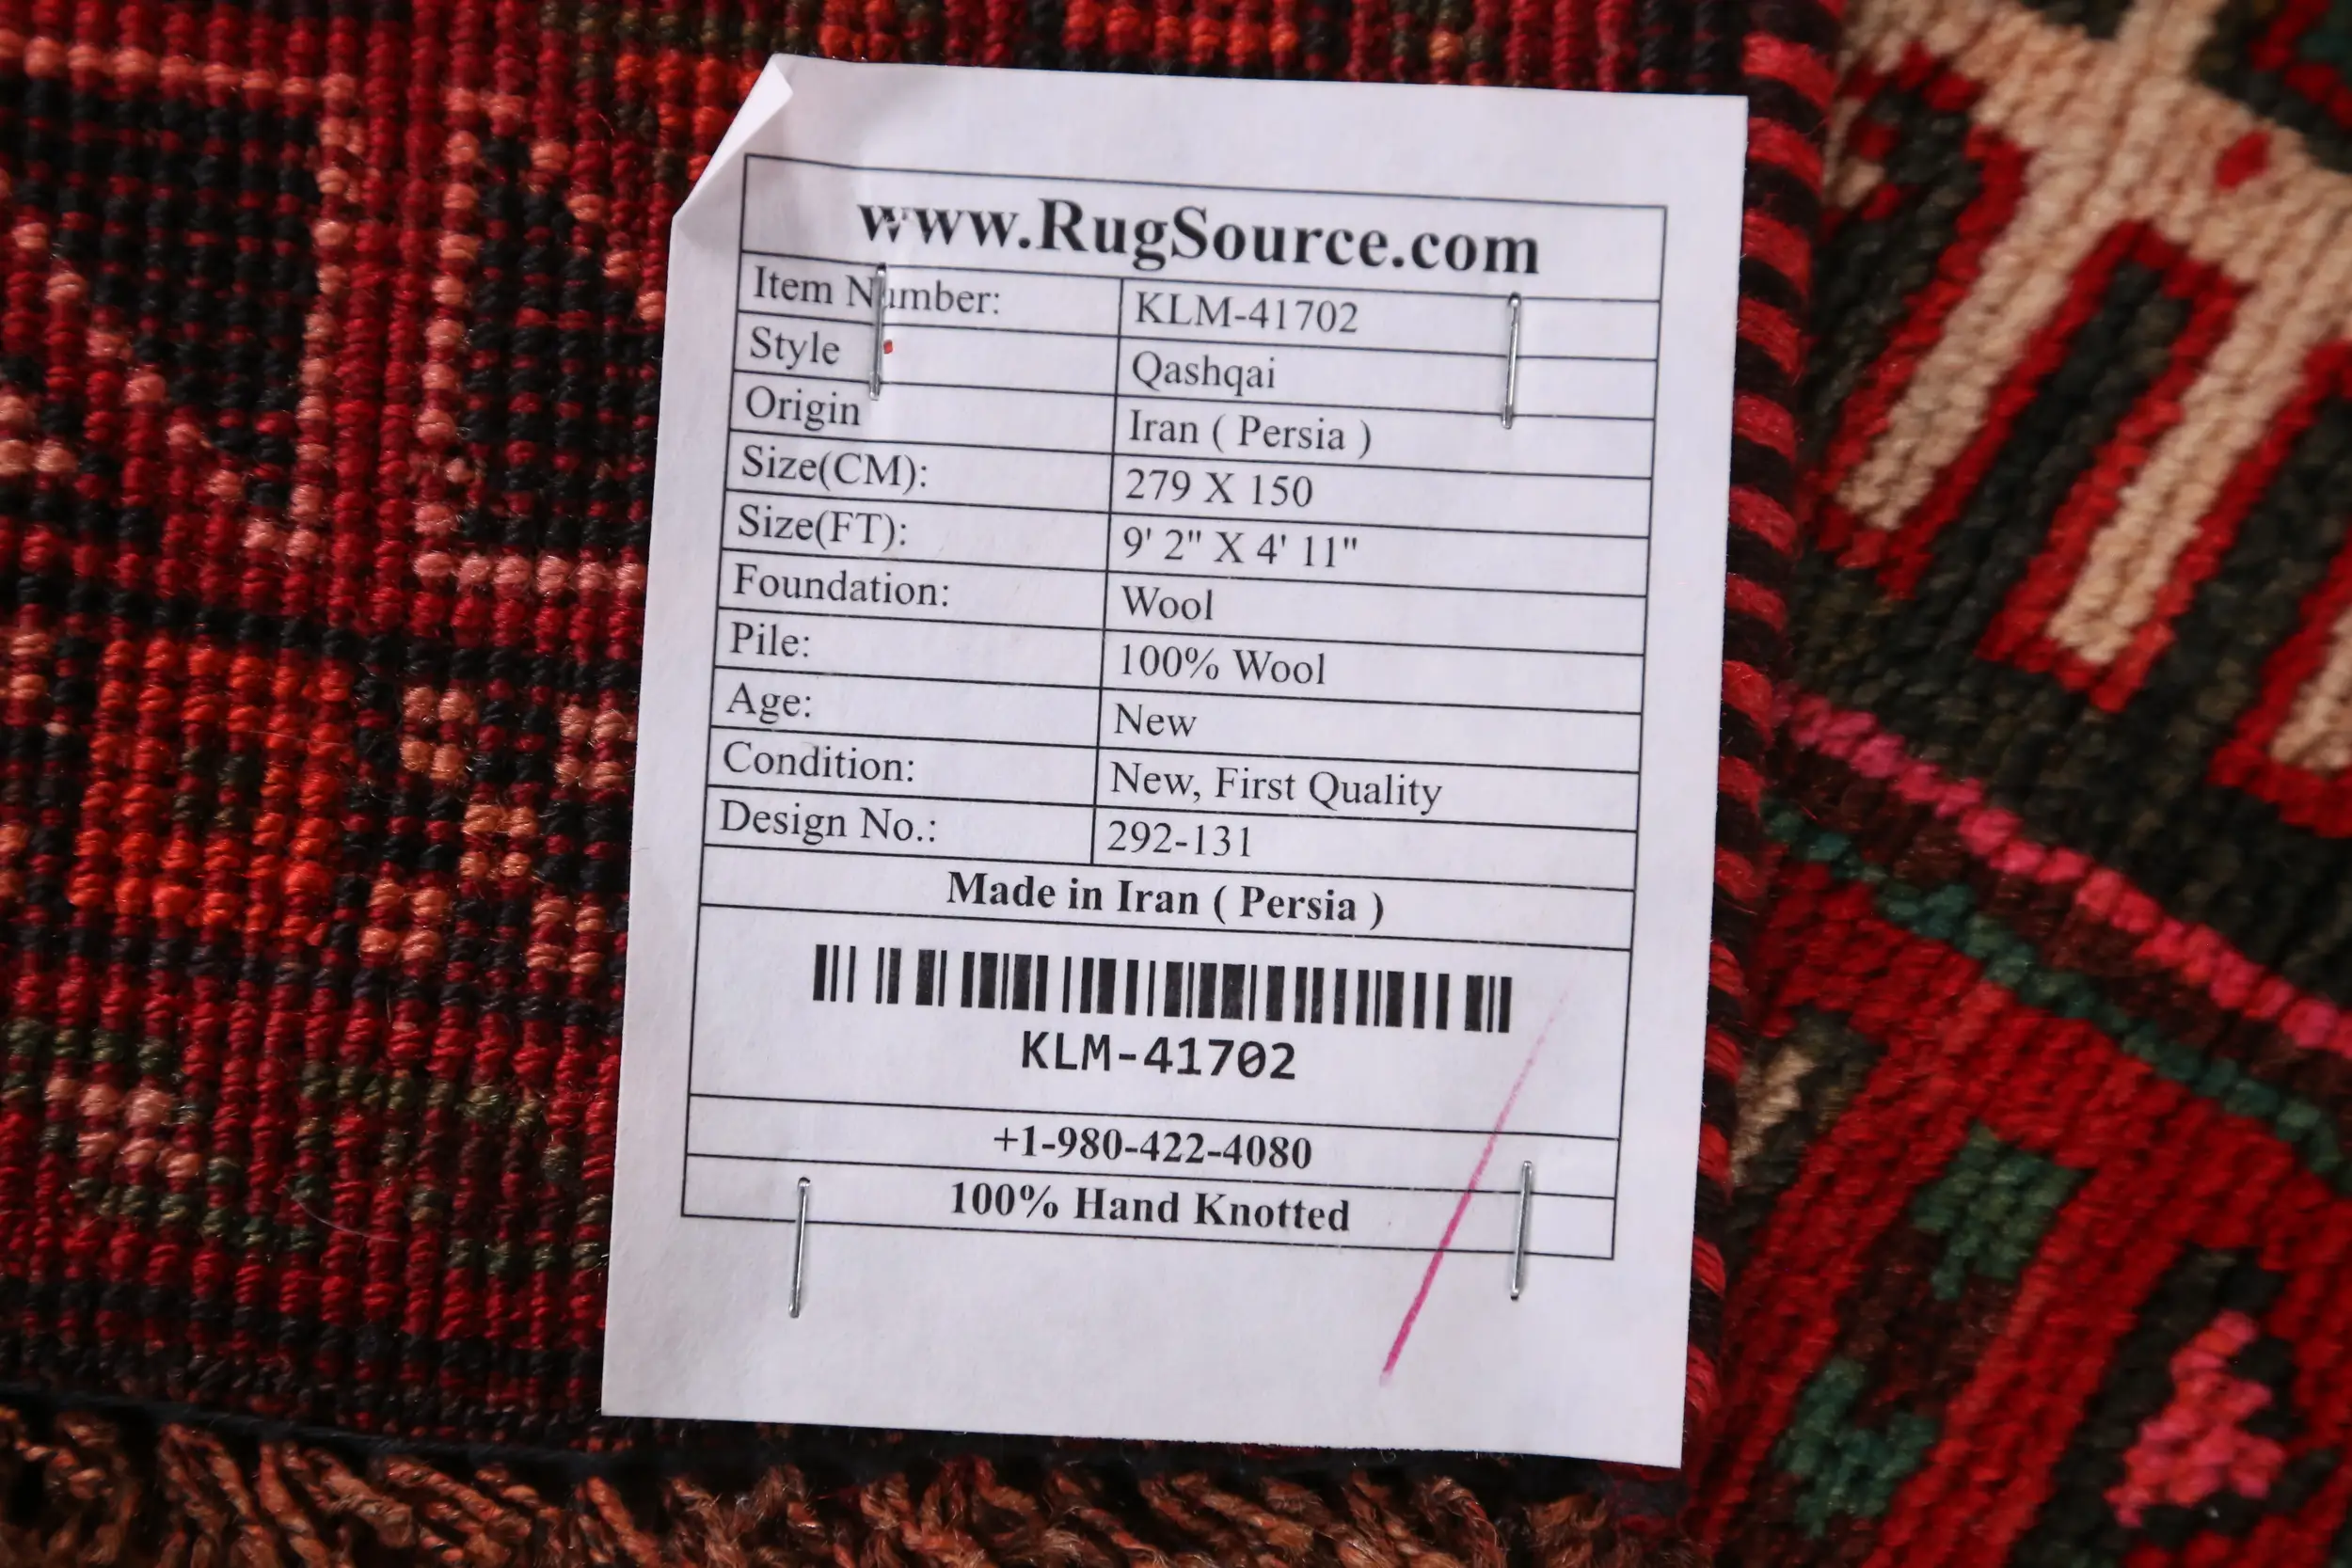 www.RugSource.com
Item Number: KLM-41702
Style Qashqai
Origin Iran ( Persia )
Size(CM): 279 X 150
Size(FT): 9' 2" X 4' 11"
Foundation: Wool
Pile: 100% Wool
Age: New
Condition: New, First Quality
Design No.: 292-131
Made in Iran ( Persia )
KLM-41702
+1-980-422-4080
100% Hand Knotted